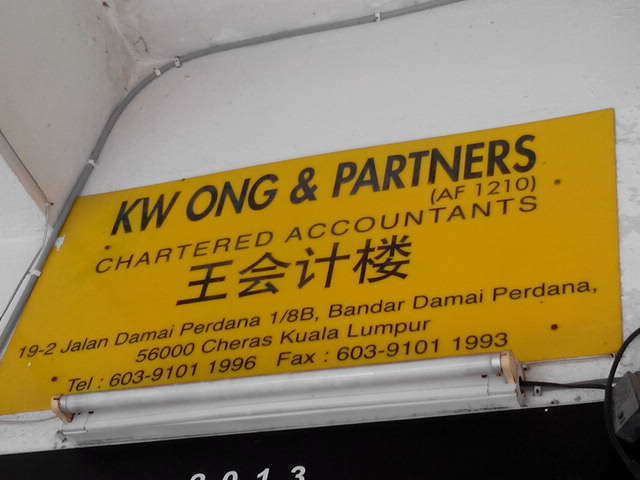 KW ONG & PARTNERS
(AF 1210)
CHARTERED ACCOUNTANTS
王会计楼
19-2 Jalan Damai Perdana 1/8B, Bandar Damai Perdana,
56000 Cheras Kuala Lumpur
Tel : 603-9101 1996 Fax : 603-9101 1993
2013